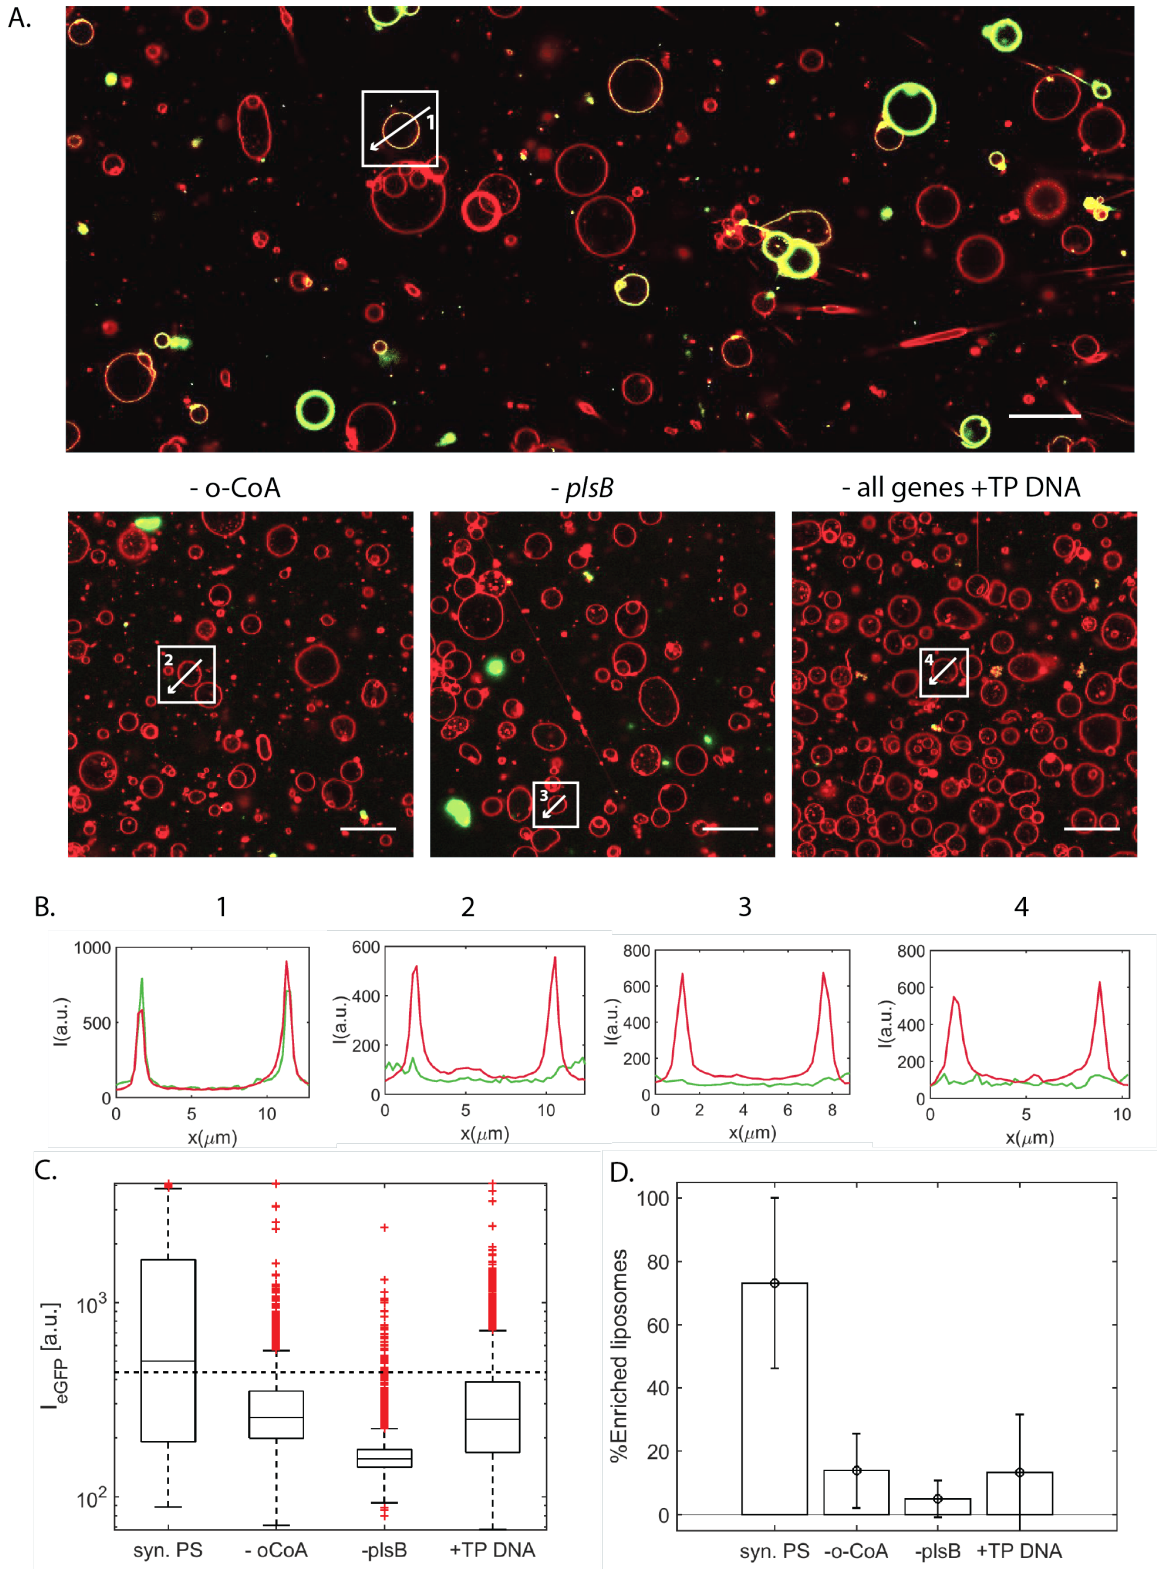 A.
1
- o-CoA
- plsB
- all genes +TP DNA
2
3
4
B.
1
2
3
4
1000
500
0
I(a.u.)
0
5
10
x(μm)
600
400
200
0
I(a.u.)
0
5
10
x(μm)
800
600
400
200
0
I(a.u.)
0
2
4
6
8
x(μm)
800
600
400
200
0
I(a.u.)
0
5
10
x(μm)
C.
10³
10²
IeGFP [a.u.]
syn. PS
- oCoA
-plsB
+TP DNA
D.
100
80
60
40
20
0
%Enriched liposomes
syn. PS
-o-CoA
-plsB
+TP DNA